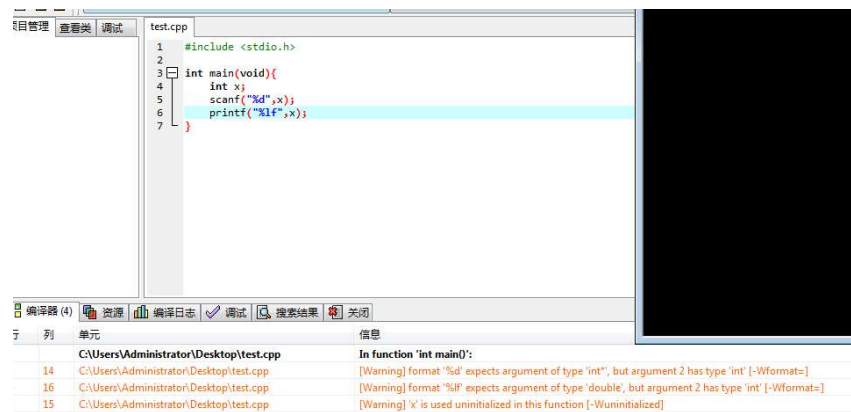 项目管理 查看类 调试 test.cpp
1 #include <stdio.h>
2
3 int main(void){
4 int x;
5 scanf("%d",x);
6 printf("%lf",x);
7 }
编译器 (4) 资源 编译日志 调试 搜索结果 关闭
行 列 单元 信息
C:\Users\Administrator\Desktop\test.cpp In function 'int main()':
14 C:\Users\Administrator\Desktop\test.cpp [Warning] format '%d' expects argument of type 'int*', but argument 2 has type 'int' [-Wformat=]
16 C:\Users\Administrator\Desktop\test.cpp [Warning] format '%lf' expects argument of type 'double', but argument 2 has type 'int' [-Wformat=]
15 C:\Users\Administrator\Desktop\test.cpp [Warning] 'x' is used uninitialized in this function [-Wuninitialized]